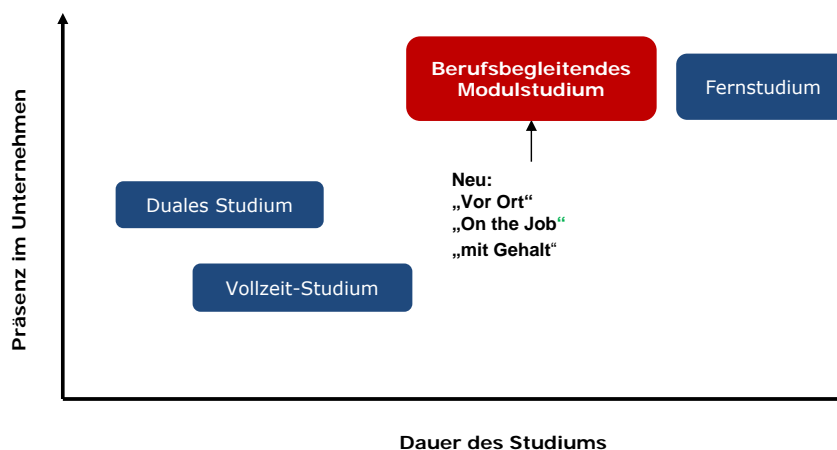 Präsenz im Unternehmen
Berufsbegleitendes
Modulstudium
Fernstudium
Neu:
„Vor Ort“
„On the Job“
„mit Gehalt“
Duales Studium
Vollzeit-Studium
Dauer des Studiums